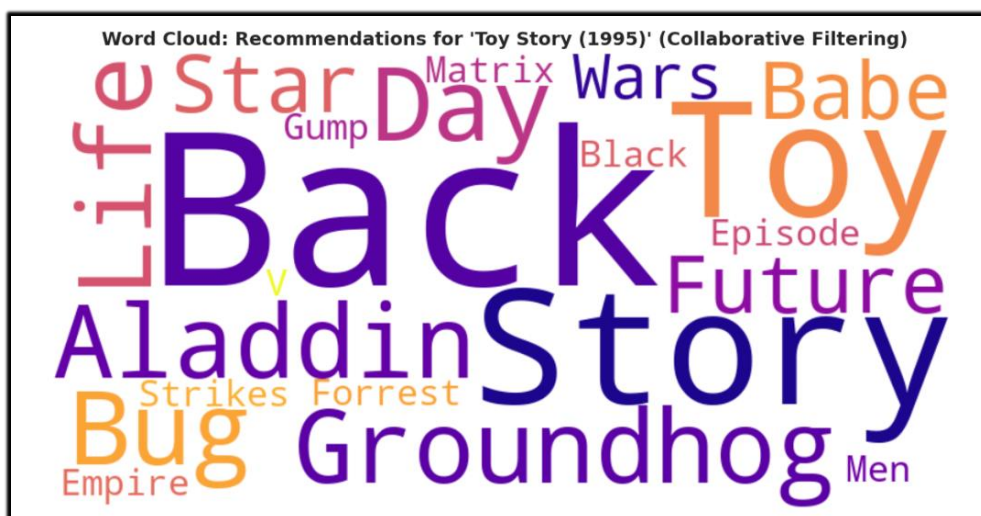 Word Cloud: Recommendations for 'Toy Story (1995)' (Collaborative Filtering)
Life
Star
Day
Matrix
Wars
Babe
Gump
Back
Black
Toy
Episode
V
Future
Aladdin
Story
Strikes
Forrest
Bug
Groundhog
Empire
Men